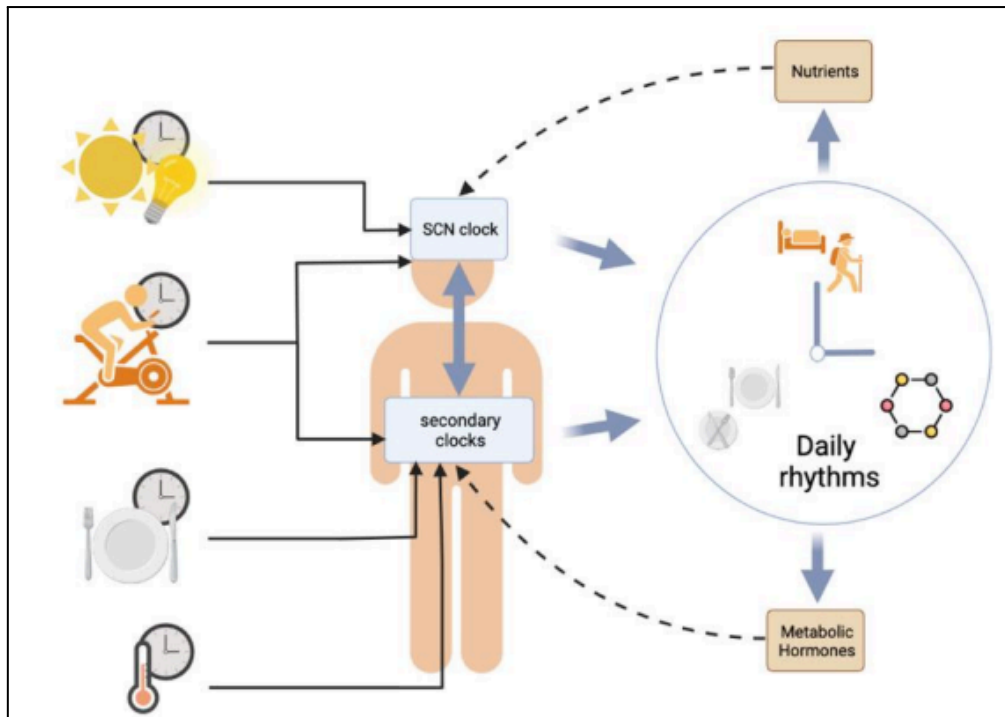 Nutrients
SCN clock
secondary
clocks
Daily
rhythms
Metabolic
Hormones